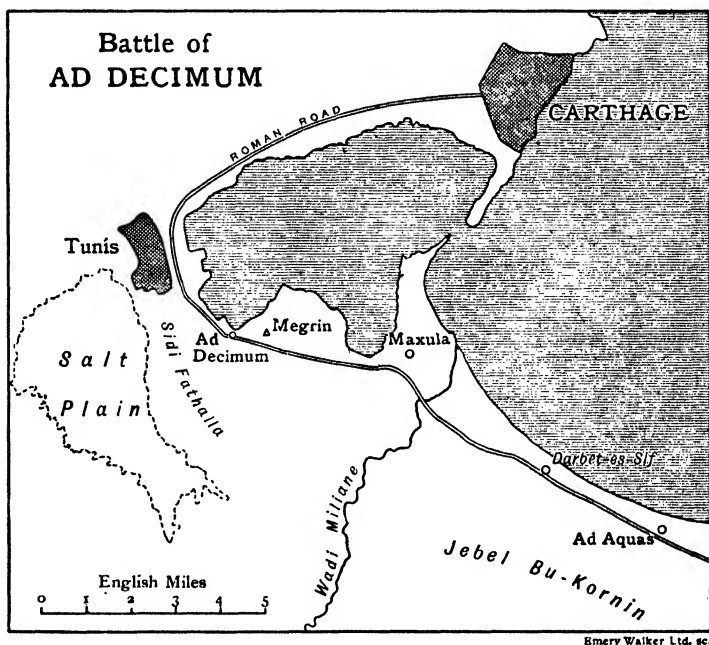 Battle of
AD DECIMUM
CARTHAGE
ROMAN ROAD
Tunis
Megrin
Ad
Decimum
Maxula
Salt
Plain
Sidi Fathalla
Darbet-es-Sif
Wadi Miliane
Ad Aquas
Jebel Bu-Kornin
English Miles
0 1 2 3 4 5
Emery Walker Ltd. sc.